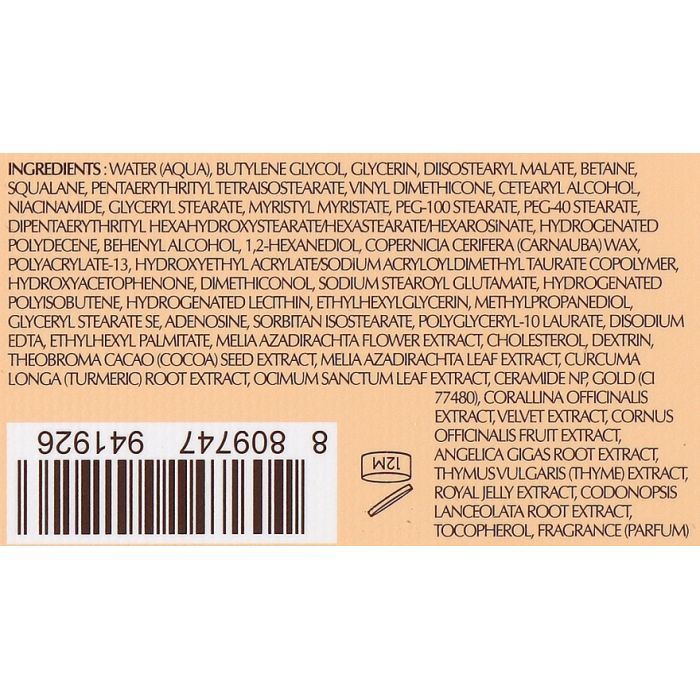 INGREDIENTS : WATER (AQUA), BUTYLENE GLYCOL, GLYCERIN, DIISOSTEARYL MALATE, BETAINE,
SQUALANE, PENTAERYTHRITYL TETRAISOSTEARATE, VINYL DIMETHICONE, CETEARYL ALCOHOL,
NIACINAMIDE, GLYCERYL STEARATE, MYRISTYL MYRISTATE, PEG-100 STEARATE, PEG-40 STEARATE,
DIPENTAERYTHRITYL HEXAHYDROXYSTEARATE/HEXASTEARATE/HEXAROSINATE, HYDROGENATED
POLYDECENE, BEHENYL ALCOHOL, 1,2-HEXANEDIOL, COPERNICIA CERIFERA (CARNAUBA) WAX,
POLYACRYLATE-13, HYDROXYETHYL ACRYLATE/SODIUM ACRYLOYLDIMETHYL TAURATE COPOLYMER,
HYDROXYACETOPHENONE, DIMETHICONOL, SODIUM STEAROYL GLUTAMATE, HYDROGENATED
POLYISOBUTENE, HYDROGENATED LECITHIN, ETHYLHEXYLGLYCERIN, METHYLPROPANEDIOL,
GLYCERYL STEARATE SE, ADENOSINE, SORBITAN ISOSTEARATE, POLYGLYCERYL-10 LAURATE, DISODIUM
EDTA, ETHYLHEXYL PALMITATE, MELIA AZADIRACHTA FLOWER EXTRACT, CHOLESTEROL, DEXTRIN,
THEOBROMA CACAO (COCOA) SEED EXTRACT, MELIA AZADIRACHTA LEAF EXTRACT, CURCUMA
LONGA (TURMERIC) ROOT EXTRACT, OCIMUM SANCTUM LEAF EXTRACT, CERAMIDE NP, GOLD (CI
77480), CORALLINA OFFICINALIS
EXTRACT, VELVET EXTRACT, CORNUS
OFFICINALIS FRUIT EXTRACT,
ANGELICA GIGAS ROOT EXTRACT,
THYMUS VULGARIS (THYME) EXTRACT,
ROYAL JELLY EXTRACT, CODONOPSIS
LANCEOLATA ROOT EXTRACT,
TOCOPHEROL, FRAGRANCE (PARFUM)
8 809747 941926
12M